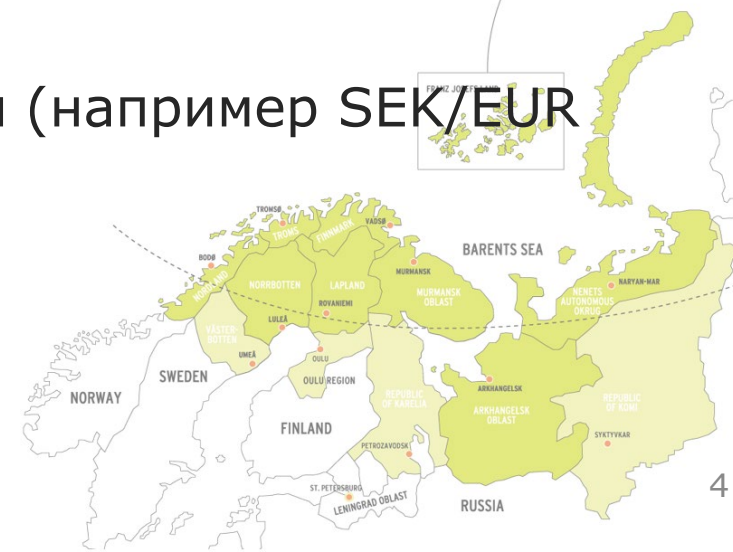 (например SEK/EUR
FRANZ JOSEF LAND
TROMSØ
TROMS
FINNMARK
VADSØ
BODØ
NORDLAND
BARENTS SEA
MURMANSK
MURMANSK
OBLAST
NORRBOTTEN
LAPLAND
ROVANIEMI
NARYAN-MAR
NENETS
AUTONOMOUS
OKRUG
LULEÅ
VÄSTER-
BOTTEN
UMEÅ
OULU
OULU REGION
SWEDEN
NORWAY
FINLAND
REPUBLIC
OF KARELIA
ARKHANGELSK
ARKHANGELSK
OBLAST
REPUBLIC
OF KOMI
SYKTYVKAR
PETROZAVODSK
ST. PETERSBURG
LENINGRAD OBLAST
RUSSIA
4